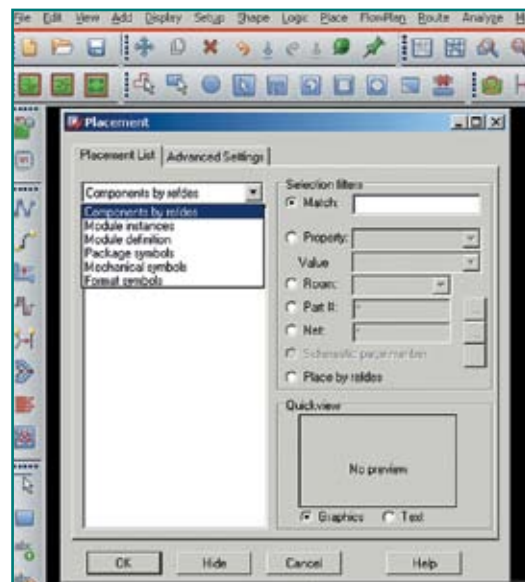 File Edit View Add Display Setup Shape Logic Place FlowPlan Route Analyze
Placement
Placement List Advanced Settings
Components by refdes
Components by refdes
Module instances
Module definition
Package symbols
Mechanical symbols
Format symbols
Selection filters
Match:
Property:
Value
Room:
Part #:
Net:
Schematic page number
Place by refdes
Quickview
No preview
Graphics Text
OK Hide Cancel Help
abc
abc